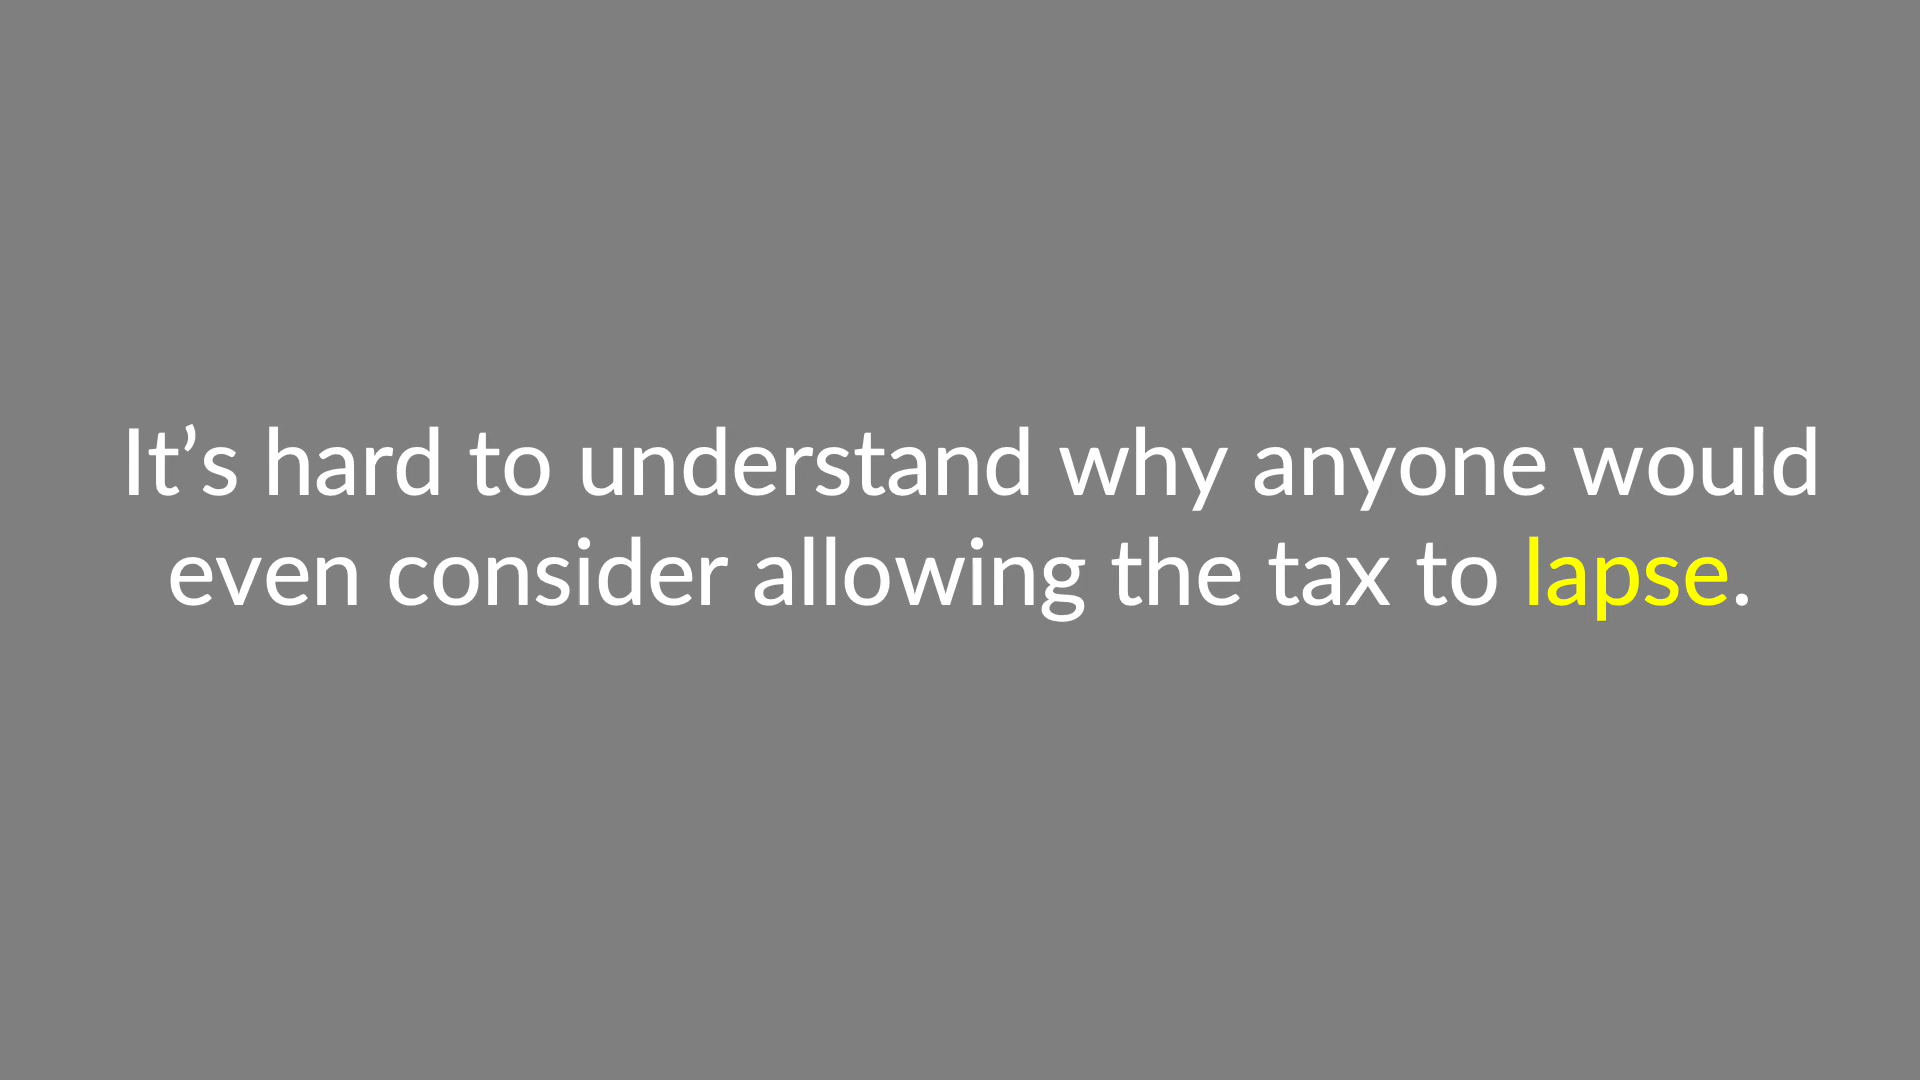 It’s hard to understand why anyone would
even consider allowing the tax to lapse.